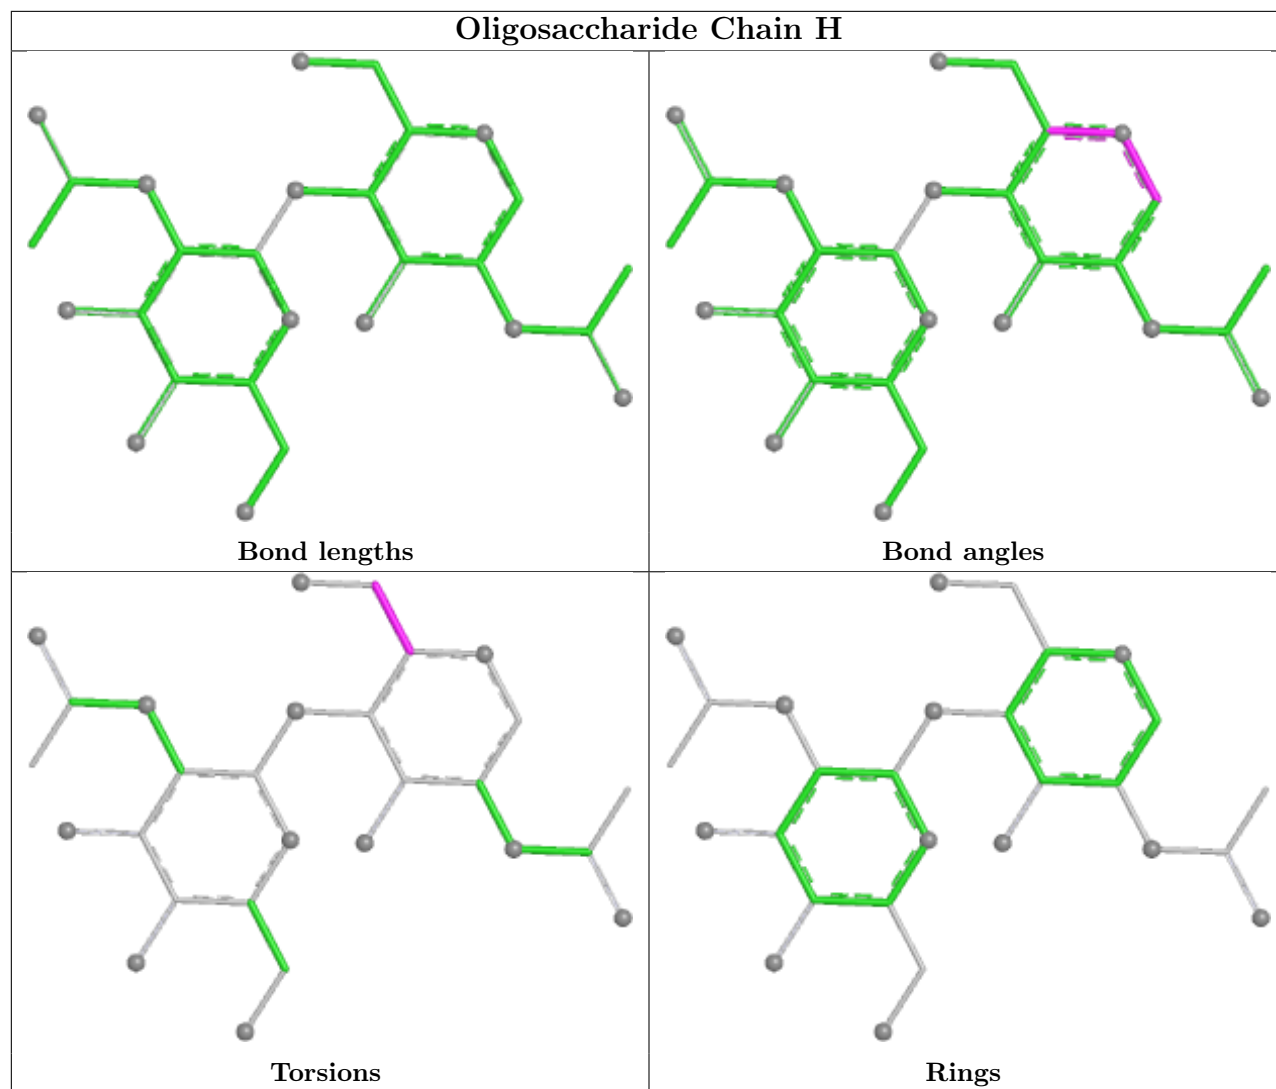 Oligosaccharide Chain H
Bond lengths
Bond angles
Torsions
Rings